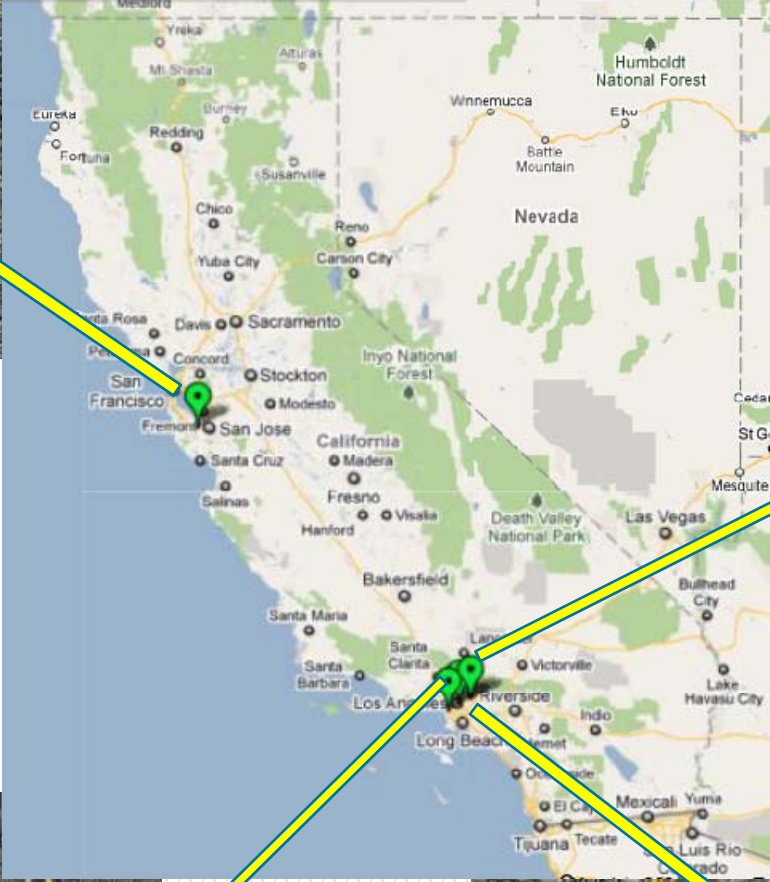 Medford
Yreka
Alturas
Mt Shasta
Humboldt
National Forest
Burney
Eureka
Winnemucca
Elko
Redding
Fortuna
Battle
Mountain
Susanville
Chico
Nevada
Reno
Yuba City
Carson City
Rosa
Davis
Sacramento
Concord
Inyo National
Forest
Stockton
San
Francisco
Modesto
Cedar
Fremont
San Jose
St G
California
Santa Cruz
Madera
Mesquite
Fresno
Salinas
Visalia
Hanford
Death Valley
National Park
Las Vegas
Bakersfield
Bullhead
City
Santa Maria
Santa
Clarita
Santa
Barbara
Victorville
Lake
Havasu City
Los Angeles
Riverside
Indio
Long Beach
El Caj
Mexicali
Yuma
Tijuana
Tecate
Luis Rio